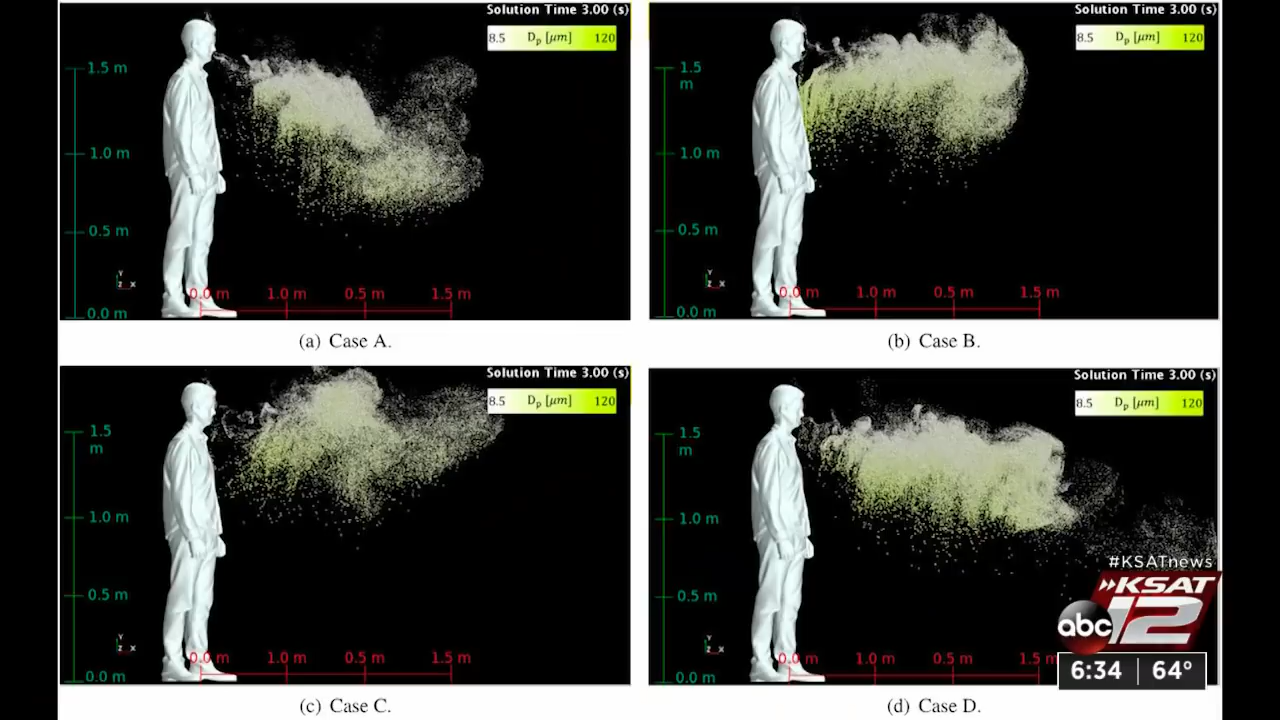 Solution Time 3.00 (s)
8.5 Dp [μm] 120
1.5 m
1.0 m
0.5 m
0.0 m
Y
Z X
0.0 m 1.0 m 0.5 m 1.5 m
(a) Case A.
Solution Time 3.00 (s)
8.5 Dp [μm] 120
1.5
m
1.0 m
0.5 m
0.0 m
Y
Z X
0.0 m 1.0 m 0.5 m 1.5 m
(b) Case B.
Solution Time 3.00 (s)
8.5 Dp [μm] 120
1.5
m
1.0 m
0.5 m
0.0 m
Y
Z X
0.0 m 1.0 m 0.5 m 1.5 m
(c) Case C.
Solution Time 3.00 (s)
8.5 Dp [μm] 120
1.5
m
1.0 m
0.5 m
0.0 m
Y
Z X
0.0 m 1.0 m 0.5 m 1.5 m
(d) Case D.
#KSATnews
KSAT
abc 12
6:34 64°